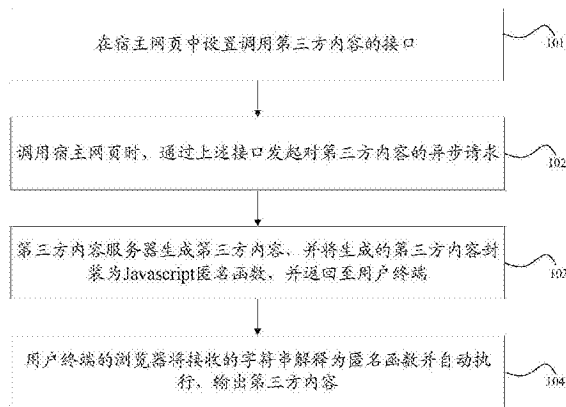 在宿主网页中设置调用第三方内容的接口
101
调用宿主网页时，通过上述接口发起对第三方内容的异步请求
102
第三方内容服务器生成第三方内容、并将生成的第三方内容封
装为Javascript匿名函数，并返回至用户终端
103
用户终端的浏览器将接收的字符串解释为匿名函数并自动执
行、输出第三方内容
104